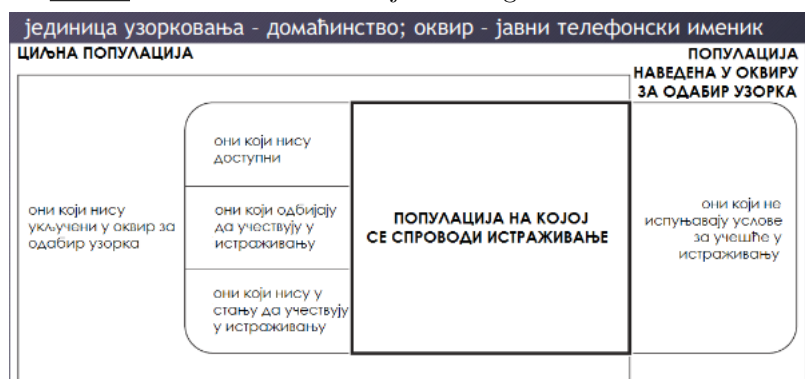 јединица узорковања - домаћинство; оквир - јавни телефонски именик
ЦИЉНА ПОПУЛАЦИЈА
ПОПУЛАЦИЈА
НАВЕДЕНА У ОКВИРУ
ЗА ОДАБИР УЗОРКА
они који нису
укључени у оквир за
одабир узорка
они који нису
доступни
они који одбијају
да учествују у
истраживању
они који нису у
стању да учествују
у истраживању
ПОПУЛАЦИЈА НА КОЈОЈ
СЕ СПРОВОДИ ИСТРАЖИВАЊЕ
они који не
испуњавају услове
за учешће у
истраживању